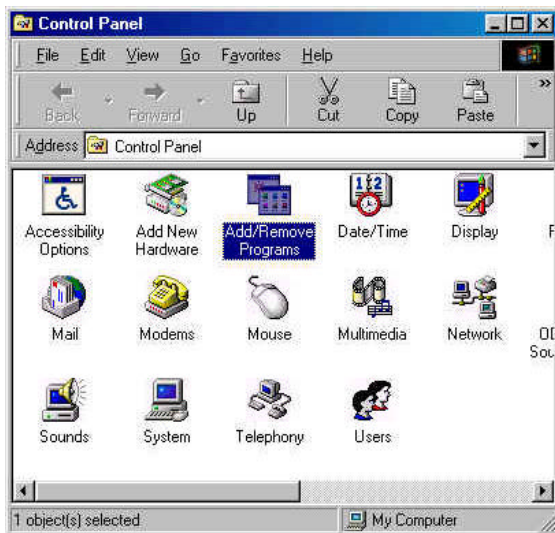 Control Panel
File Edit View Go Favorites Help
Back Forward Up Cut Copy Paste »
Address Control Panel
Accessibility Options
Add New Hardware
Add/Remove Programs
Date/Time
Display
Mail
Modems
Mouse
Multimedia
Network
Sounds
System
Telephony
Users
1 object(s) selected
My Computer